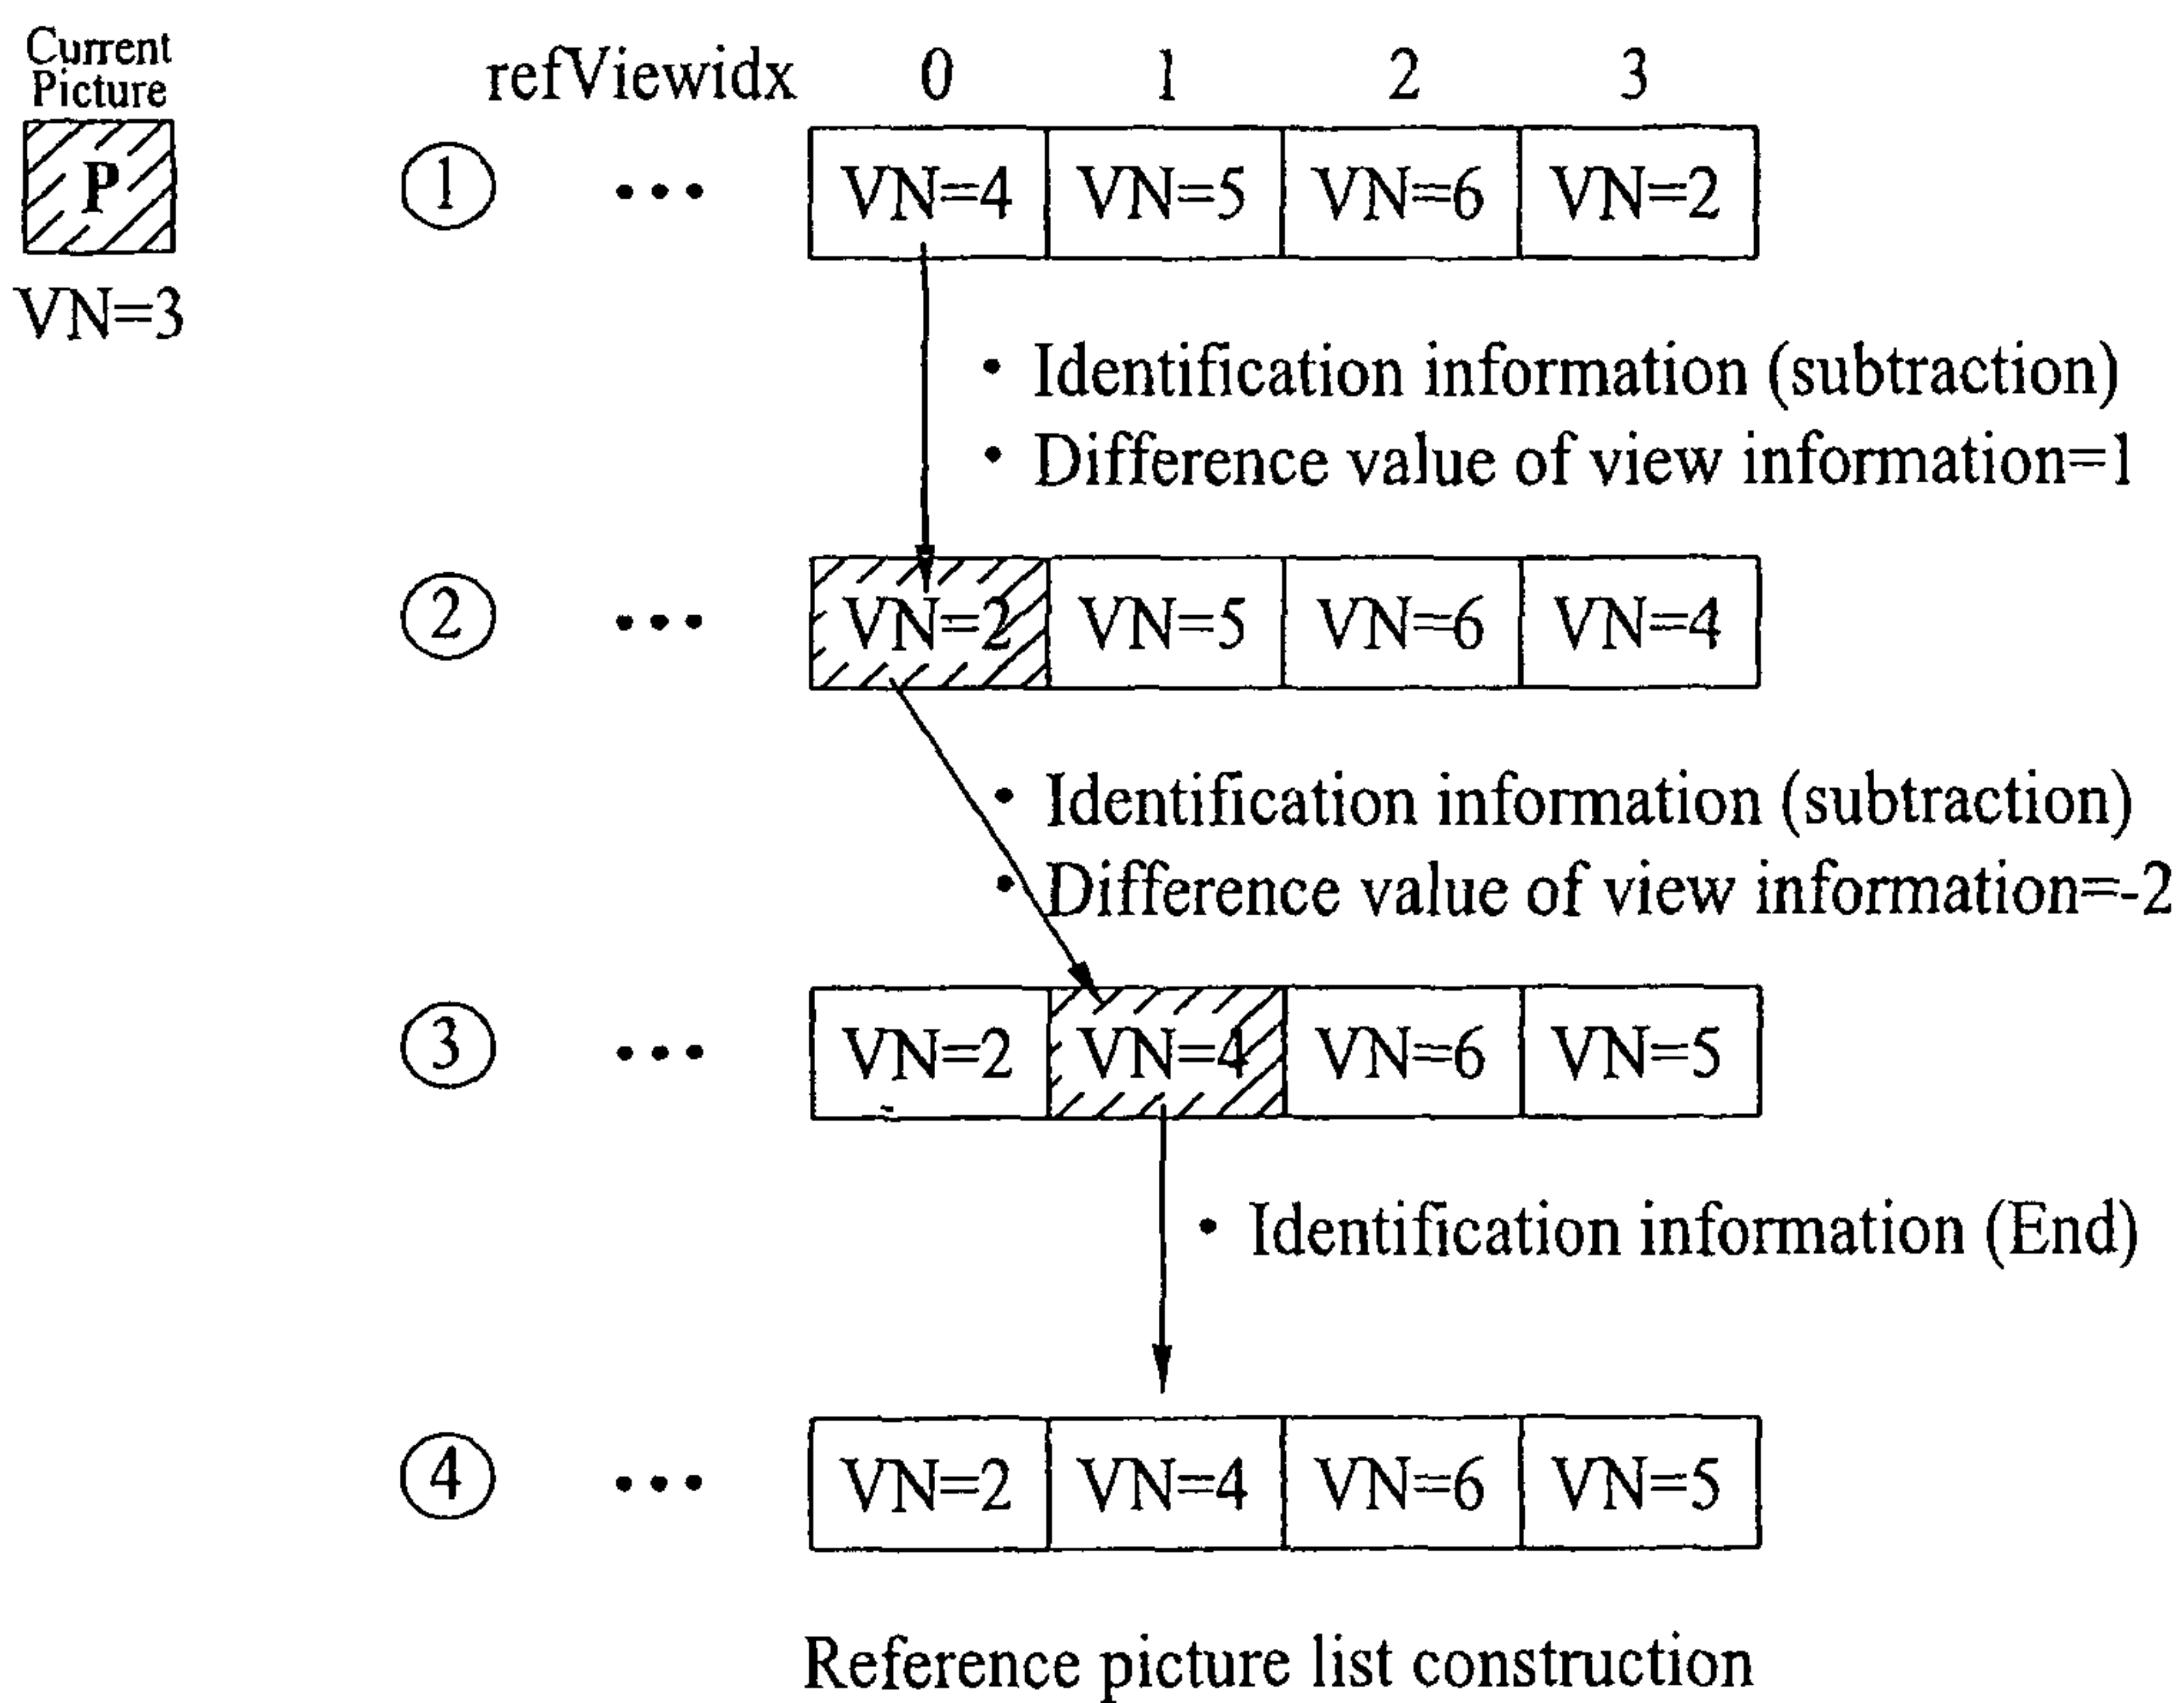 Current
Picture
P
VN=3
refViewidx 0 1 2 3
1 ••• VN=4 VN=5 VN=6 VN=2
• Identification information (subtraction)
• Difference value of view information=1
2 ••• VN=2 VN=5 VN=6 VN=4
• Identification information (subtraction)
• Difference value of view information=-2
3 ••• VN=2 VN=4 VN=6 VN=5
• Identification information (End)
4 ••• VN=2 VN=4 VN=6 VN=5
Reference picture list construction